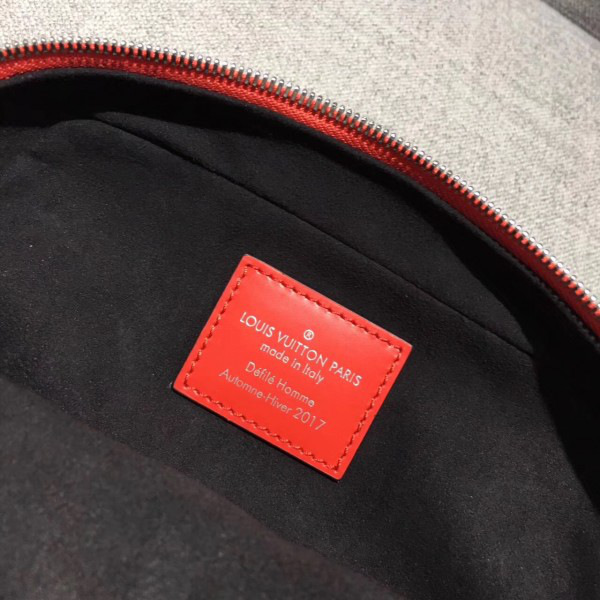 ®
LOUIS VUITTON PARIS
made in Italy
Défilé Homme
Automne-Hiver 2017